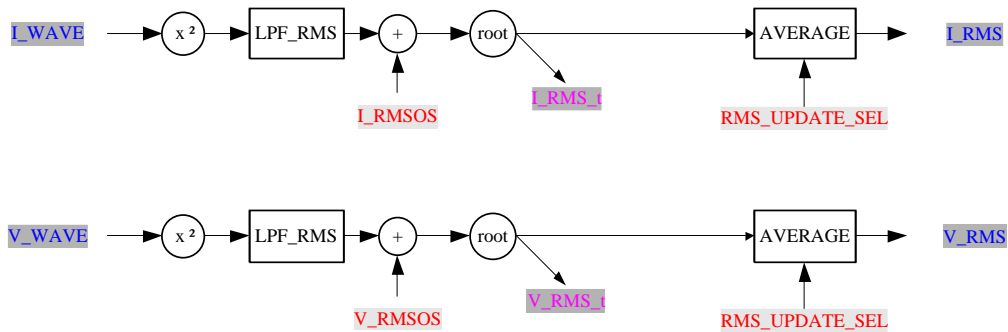 I_WAVE
x ²
LPF_RMS
+
root
AVERAGE
I_RMS
I_RMSOS
I_RMS_t
RMS_UPDATE_SEL
V_WAVE
x ²
LPF_RMS
+
root
AVERAGE
V_RMS
V_RMSOS
V_RMS_t
RMS_UPDATE_SEL